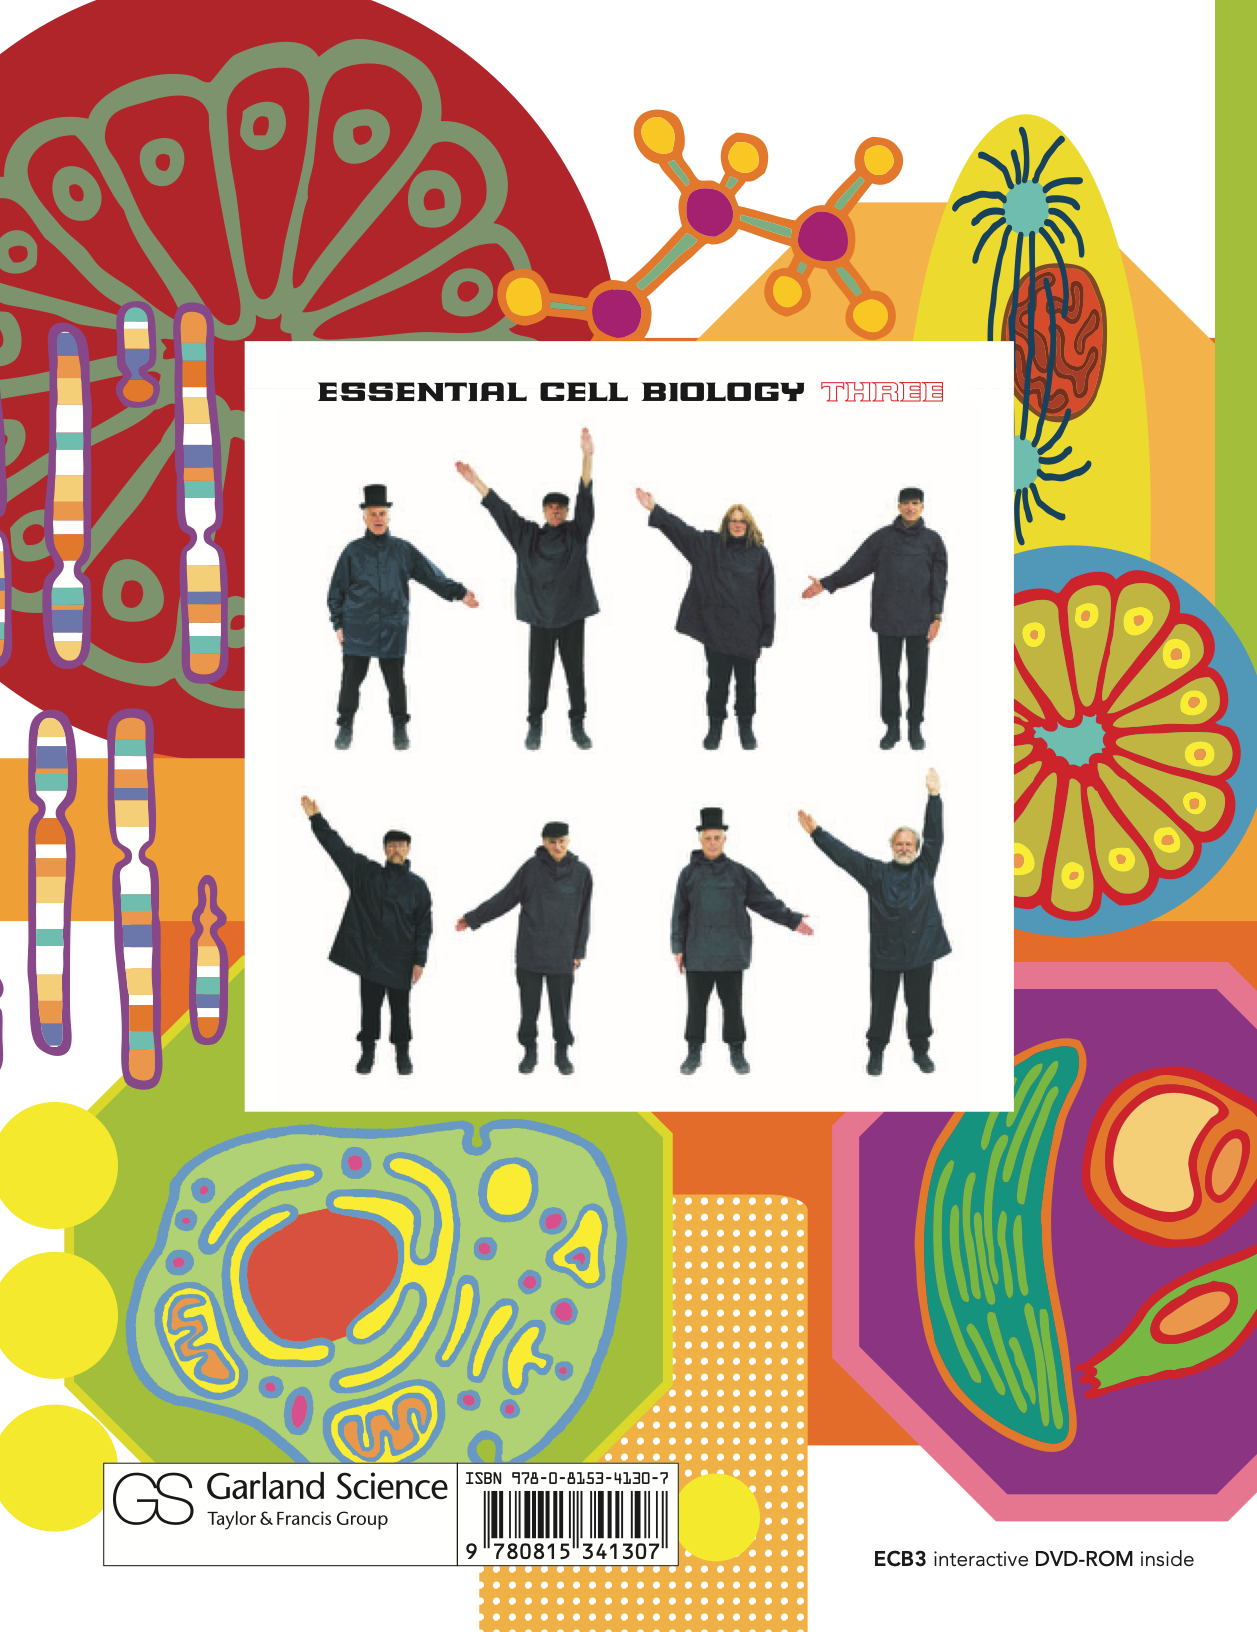 ESSENTIAL CELL BIOLOGY THREE
GS Garland Science
Taylor & Francis Group
ISBN 978-0-8153-4130-7
9 780815 341307
ECB3 interactive DVD-ROM inside